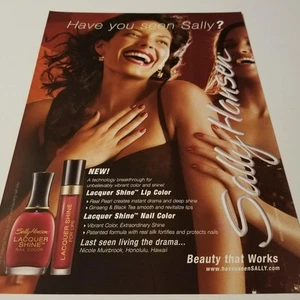 Have you seen Sally?
Sally Hansen
NEW!
A technology breakthrough for
unbelievably vibrant color and shine!
Lacquer Shine™ Lip Color
• Real Pearl creates instant drama and deep shine.
• Ginseng & Black Tea smooth and revitalize lips.
Lacquer Shine™ Nail Color
• Vibrant Color, Extraordinary Shine
• Patented formula with real silk fortifies and protects nails.
Last seen living the drama...
Nicole Muirbrook, Honolulu, Hawaii
Sally Hansen
LACQUER
SHINE
LACQUER SHINE
Beauty that Works
www.SallyHansen.com